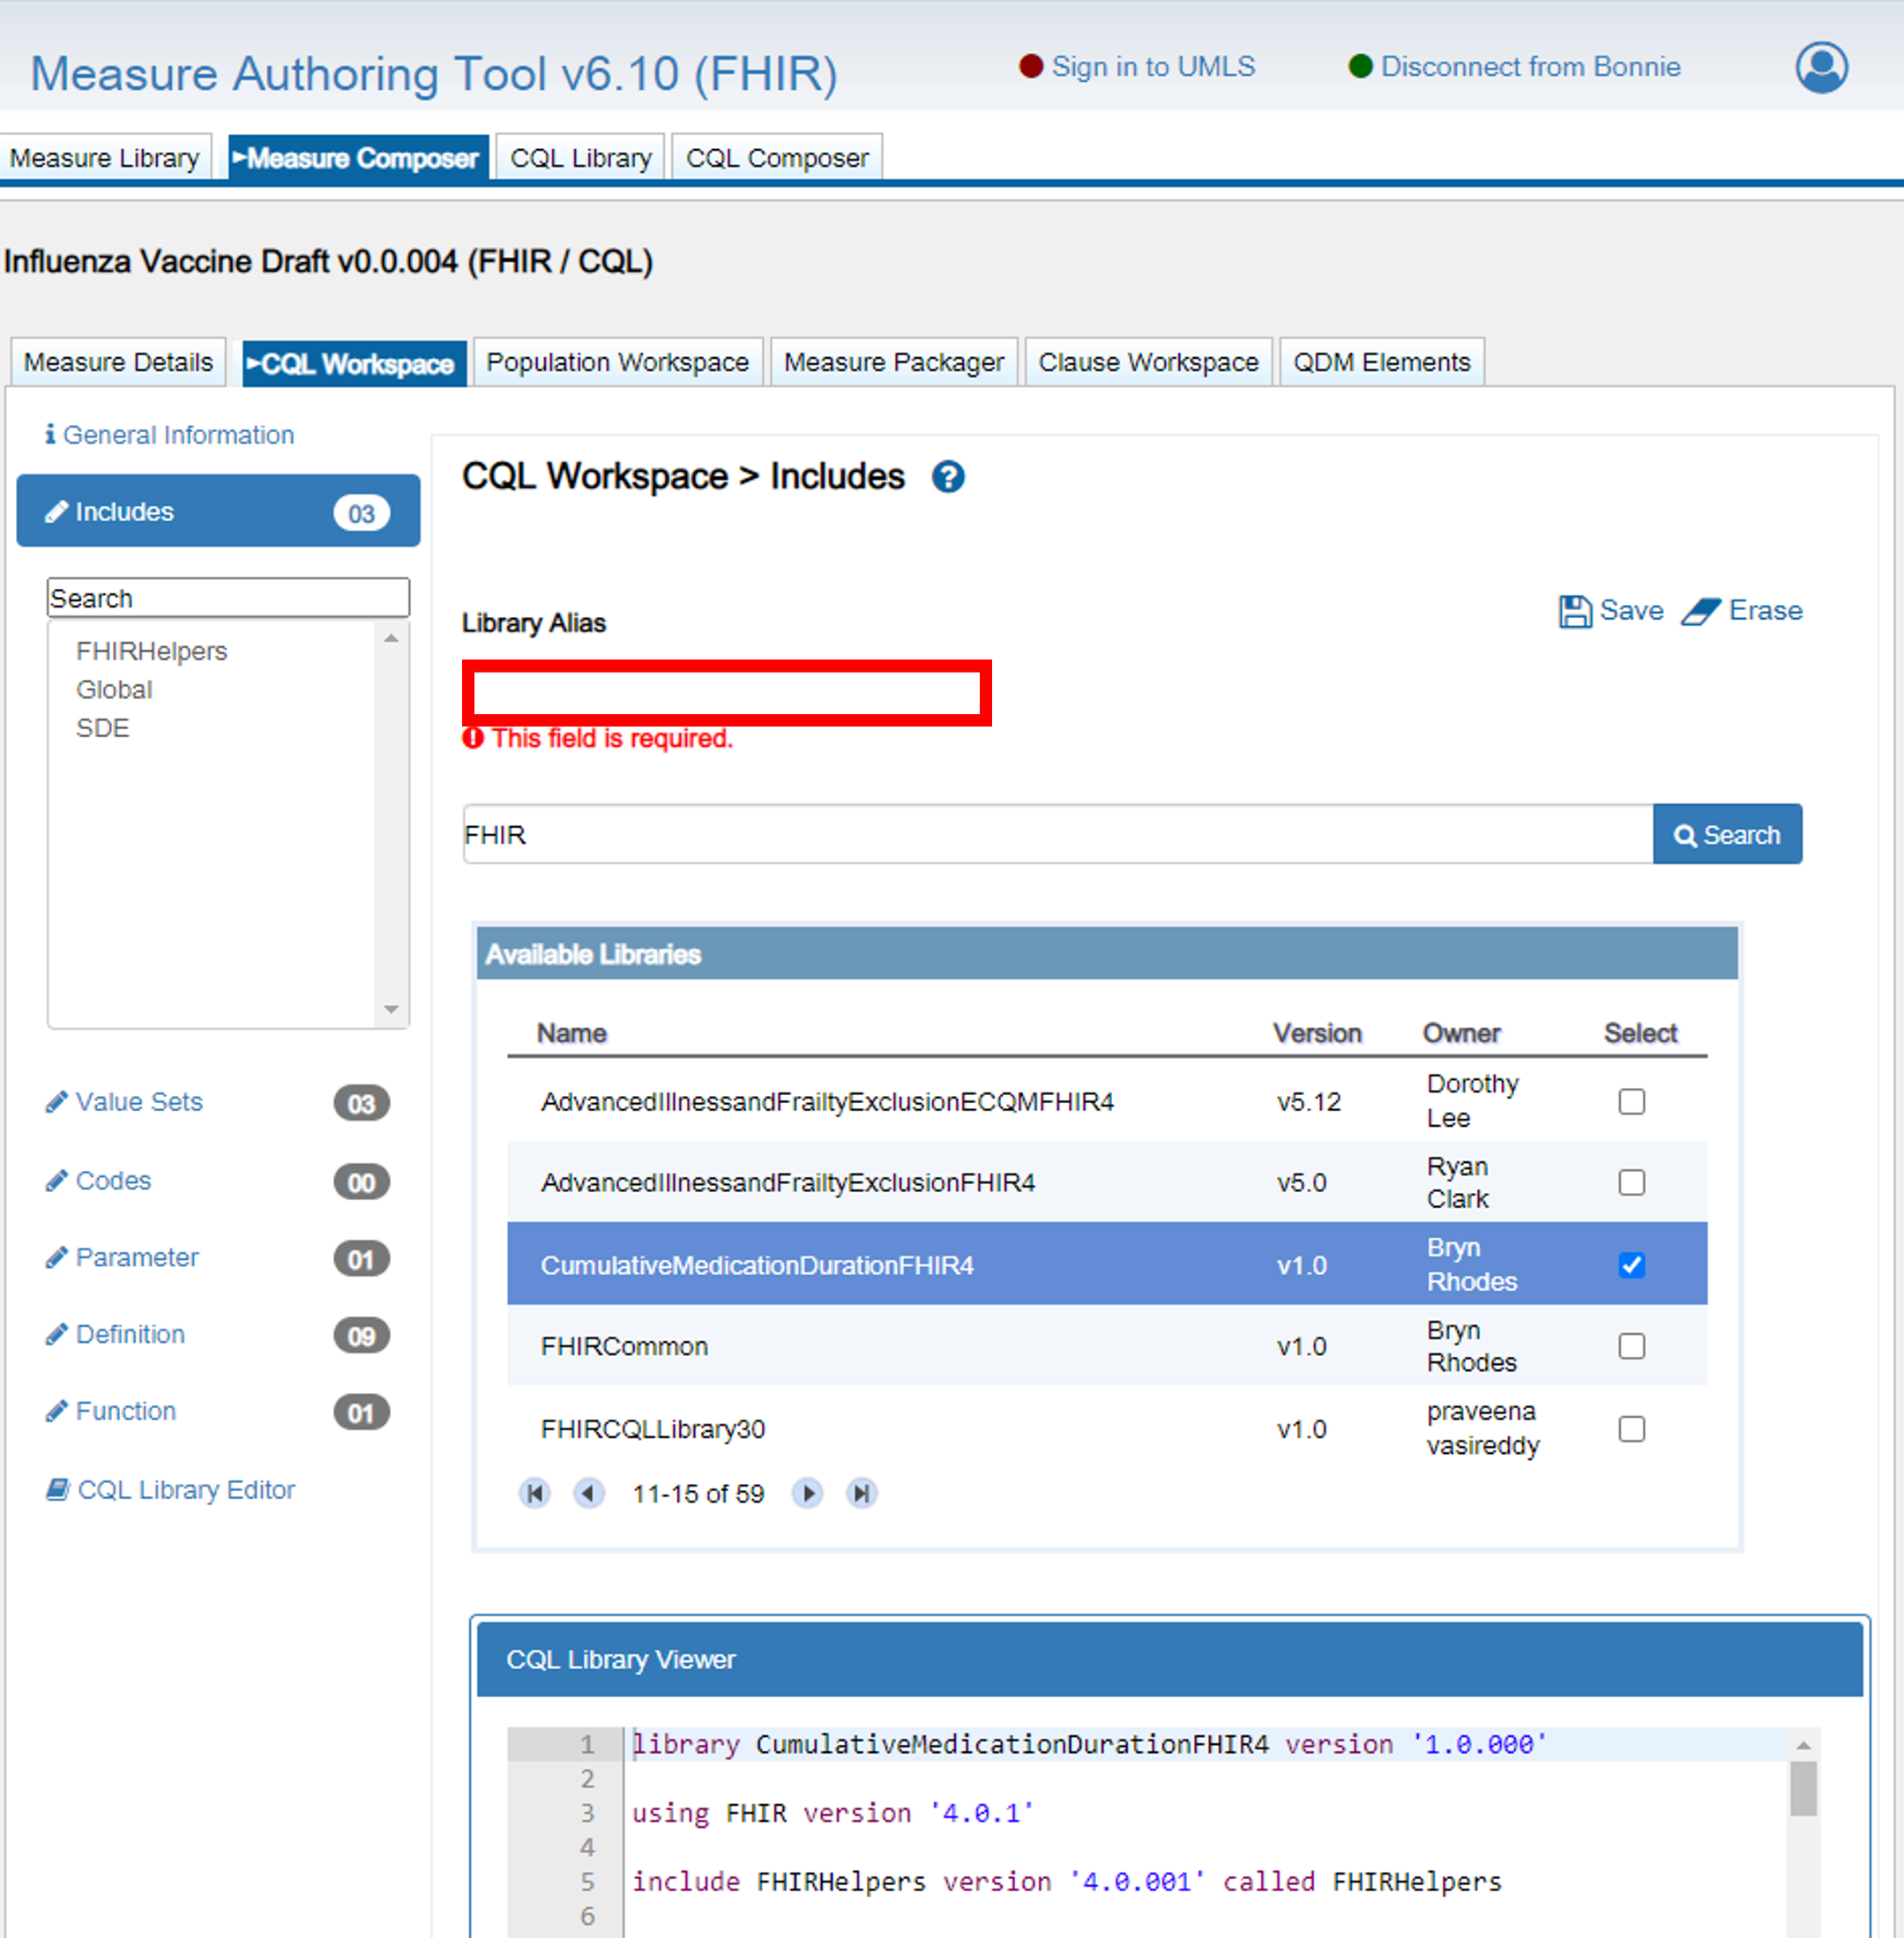 Measure Authoring Tool v6.10 (FHIR)
Sign in to UMLS
Disconnect from Bonnie
Measure Library
Measure Composer
CQL Library
CQL Composer
Influenza Vaccine Draft v0.0.004 (FHIR / CQL)
Measure Details
CQL Workspace
Population Workspace
Measure Packager
Clause Workspace
QDM Elements
General Information
Includes 03
Search
FHIRHelpers
Global
SDE
Value Sets 03
Codes 00
Parameter 01
Definition 09
Function 01
CQL Library Editor
CQL Workspace > Includes
Save
Erase
Library Alias
This field is required.
FHIR
Search
Available Libraries
Name Version Owner Select
AdvancedIllnessandFrailtyExclusionECQMFHIR4 v5.12 Dorothy Lee
AdvancedIllnessandFrailtyExclusionFHIR4 v5.0 Ryan Clark
CumulativeMedicationDurationFHIR4 v1.0 Bryn Rhodes
FHIRCommon v1.0 Bryn Rhodes
FHIRCQLLibrary30 v1.0 praveena vasireddy
11-15 of 59
CQL Library Viewer
1 library CumulativeMedicationDurationFHIR4 version '1.0.000'
2
3 using FHIR version '4.0.1'
4
5 include FHIRHelpers version '4.0.001' called FHIRHelpers
6